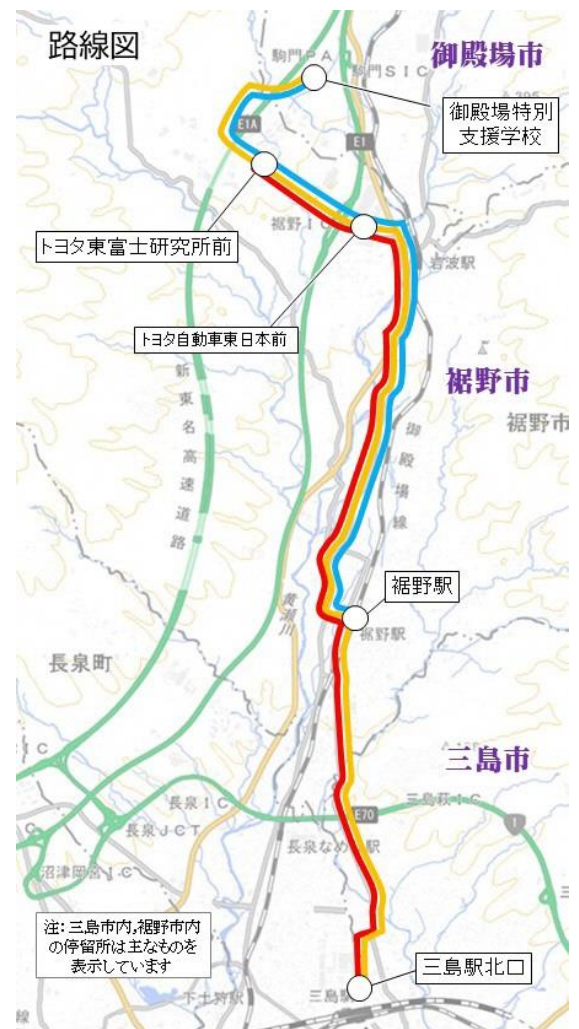 路線図
駒門PA
駒門SIC
御殿場市
御殿場特別
支援学校
E1A
E1
トヨタ東富士研究所前
裾野IC
岩波駅
トヨタ自動車東日本前
裾野市
裾野市
新東名高速道路
御殿場線
黄瀬川
裾野駅
裾野駅
長泉町
三島市
長泉IC
E70
三島萩IC
1
長泉JCT
長泉なめり駅
沼津岡宮IC
注:三島市内,裾野市内
の停留所は主なものを
表示しています
三島駅北口
下土狩駅
三島駅